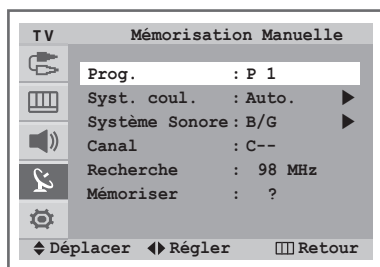 TV Mémorisation Manuelle
Prog. : P 1
Syst. coul. : Auto. ▶
Système Sonore : B/G ▶
Canal : C--
Recherche : 98 MHz
Mémoriser : ?
Déplacer Régler Retour